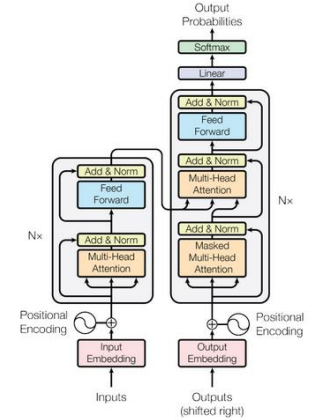 Output
Probabilities
Softmax
Linear
Add & Norm
Feed
Forward
Add & Norm
Multi-Head
Attention
Add & Norm
Masked
Multi-Head
Attention
N×
Positional
Encoding
Output
Embedding
Outputs
(shifted right)
Add & Norm
Feed
Forward
Add & Norm
Multi-Head
Attention
N×
Positional
Encoding
Input
Embedding
Inputs